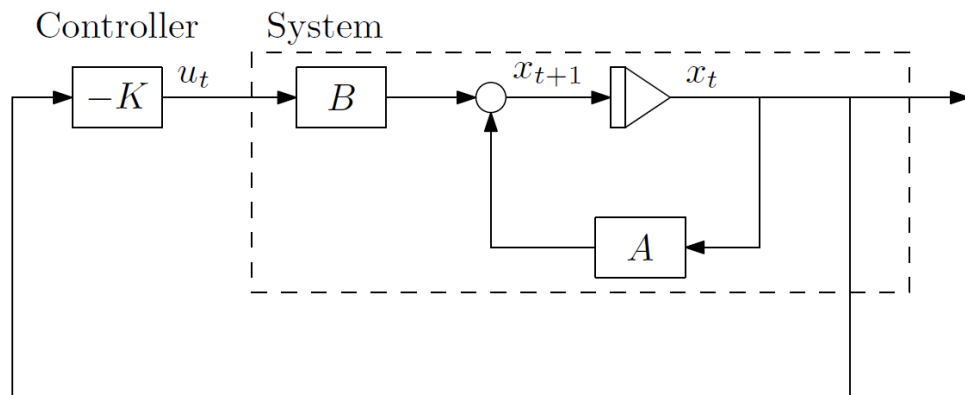 Controller System
−K u_t B x_{t+1} x_t
A